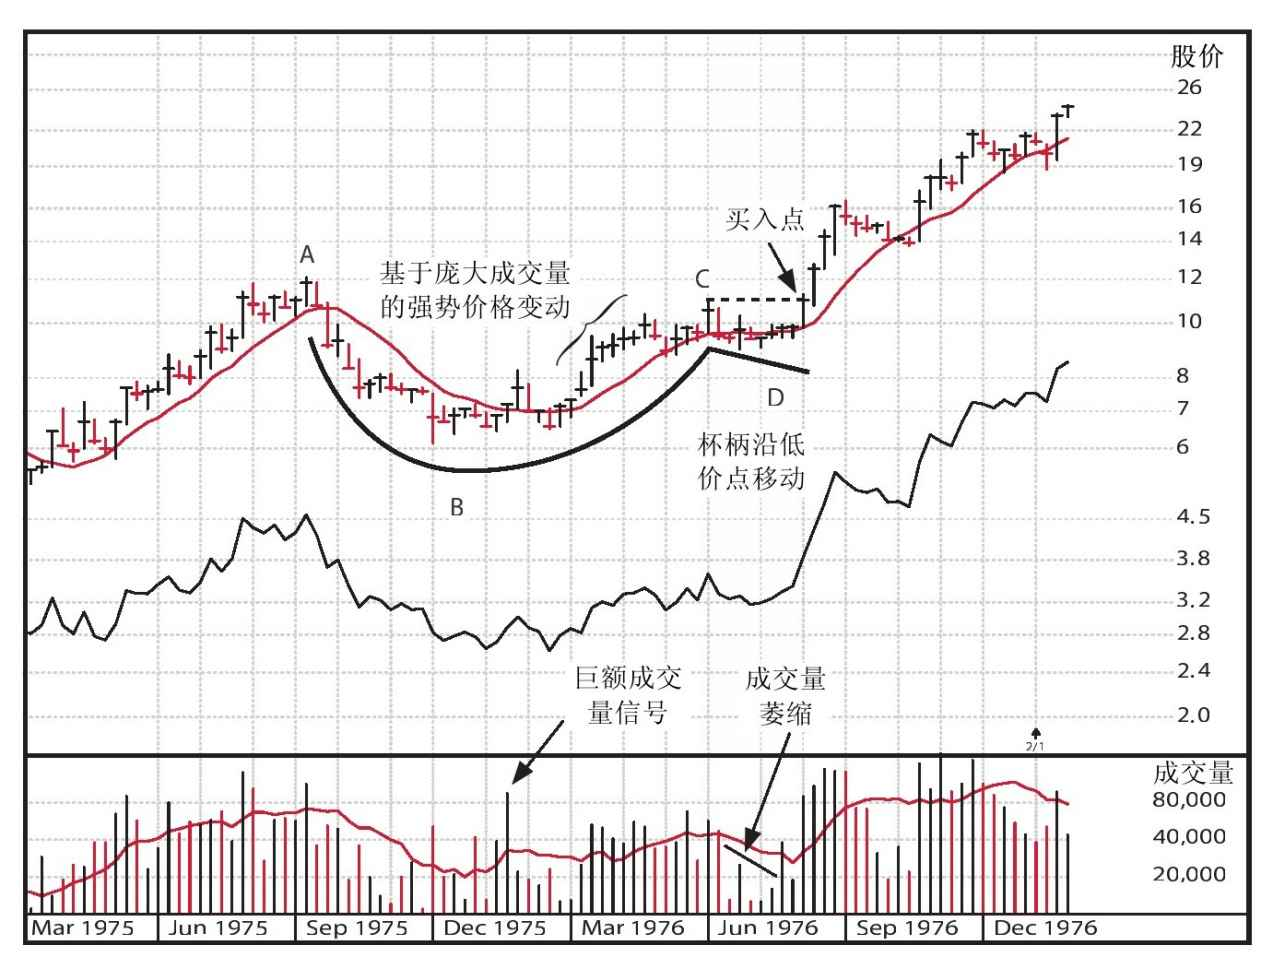 股价
26
22
19
16
14
12
10
8
7
6
4.5
3.8
3.2
2.8
2.4
2.0
买入点
A
基于庞大成交量
的强势价格变动
C
D
杯柄沿低
价点移动
B
巨额成交
量信号
成交量
萎缩
2/1
成交量
80,000
40,000
20,000
Mar 1975
Jun 1975
Sep 1975
Dec 1975
Mar 1976
Jun 1976
Sep 1976
Dec 1976